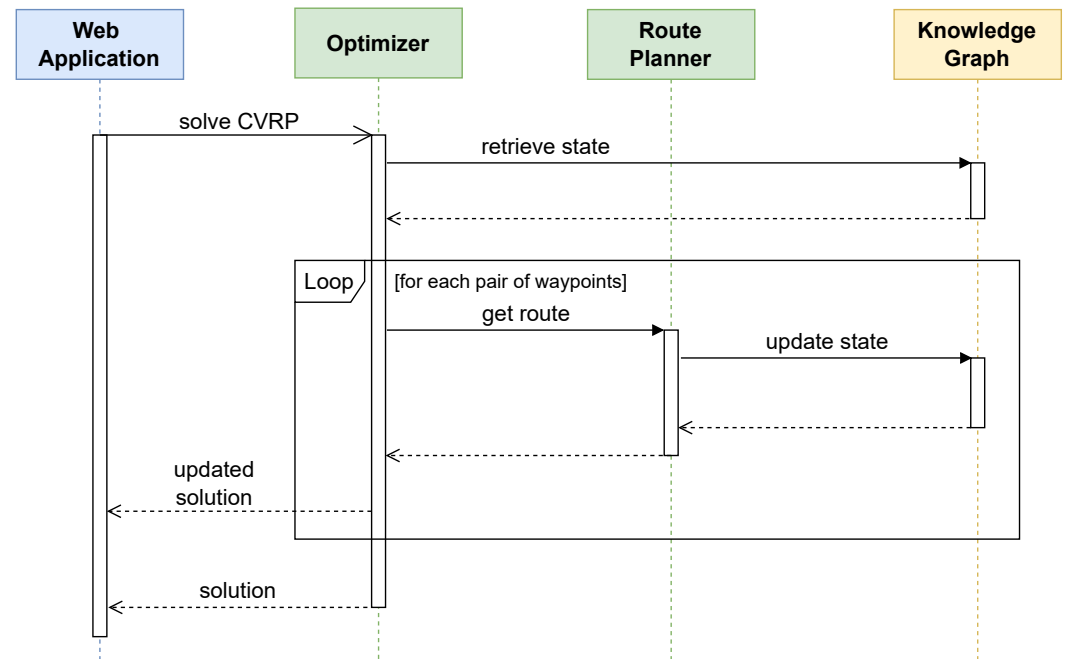 Web
Application
Optimizer
Route
Planner
Knowledge
Graph
solve CVRP
retrieve state
Loop
[for each pair of waypoints]
get route
update state
updated
solution
solution